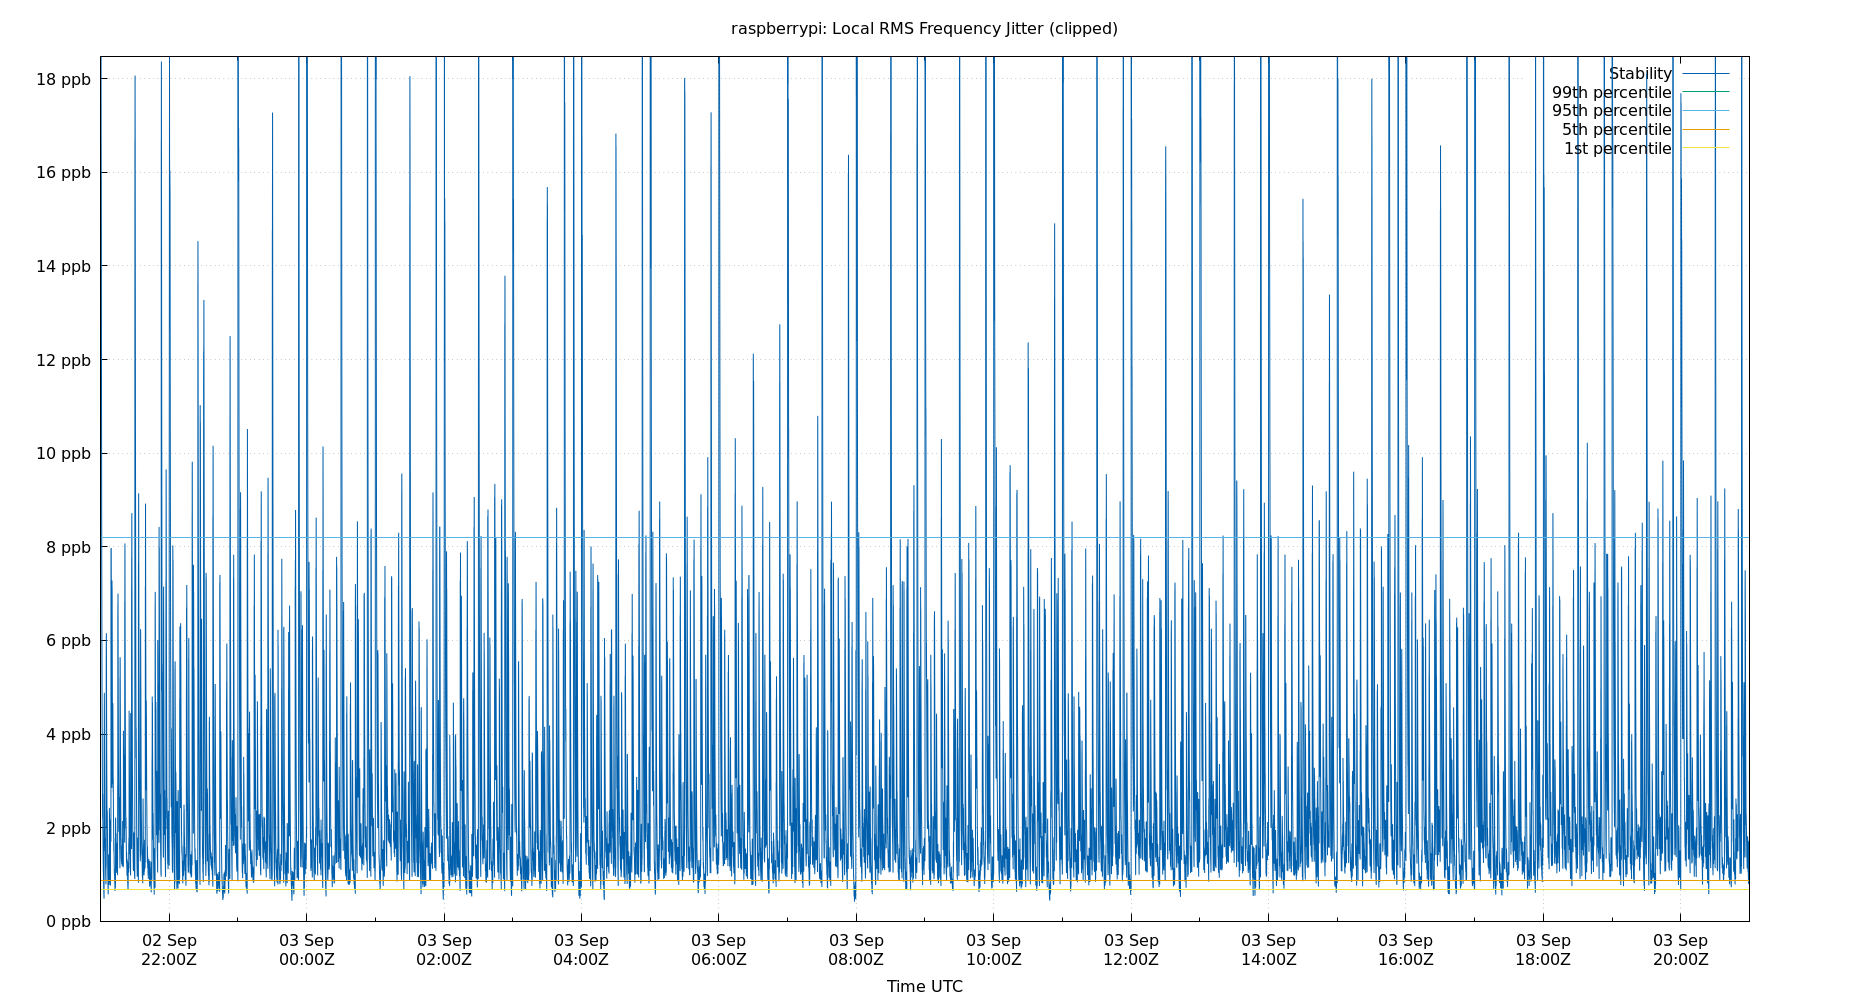 raspberrypi: Local RMS Frequency Jitter (clipped)
18 ppb
16 ppb
14 ppb
12 ppb
10 ppb
8 ppb
6 ppb
4 ppb
2 ppb
0 ppb
Stability
99th percentile
95th percentile
5th percentile
1st percentile
02 Sep 03 Sep 03 Sep 03 Sep 03 Sep 03 Sep 03 Sep 03 Sep 03 Sep 03 Sep 03 Sep 03 Sep
22:00Z 00:00Z 02:00Z 04:00Z 06:00Z 08:00Z 10:00Z 12:00Z 14:00Z 16:00Z 18:00Z 20:00Z
Time UTC